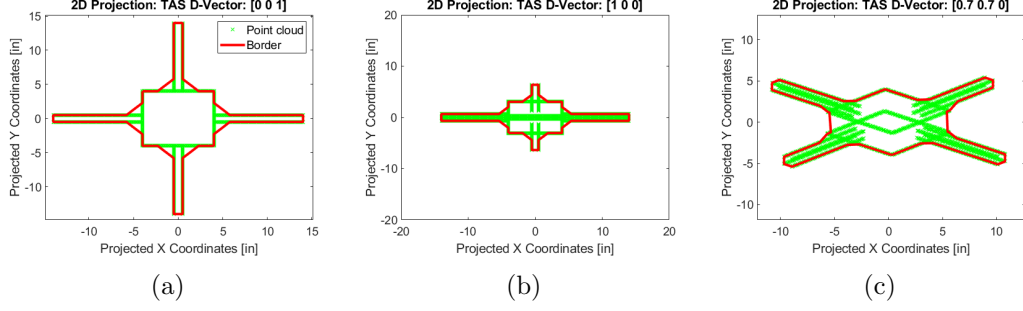 2D Projection: TAS D-Vector: [0 0 1]
15
10
5
0
-5
-10
-10
-5
0
5
10
15
Projected Y Coordinates [in]
Projected X Coordinates [in]
Point cloud
Border
(a)
2D Projection: TAS D-Vector: [1 0 0]
20
10
0
-10
-20
-20
-10
0
10
20
Projected Y Coordinates [in]
Projected X Coordinates [in]
(b)
2D Projection: TAS D-Vector: [0.7 0.7 0]
10
5
0
-5
-10
-10
-5
0
5
10
Projected Y Coordinates [in]
Projected X Coordinates [in]
(c)